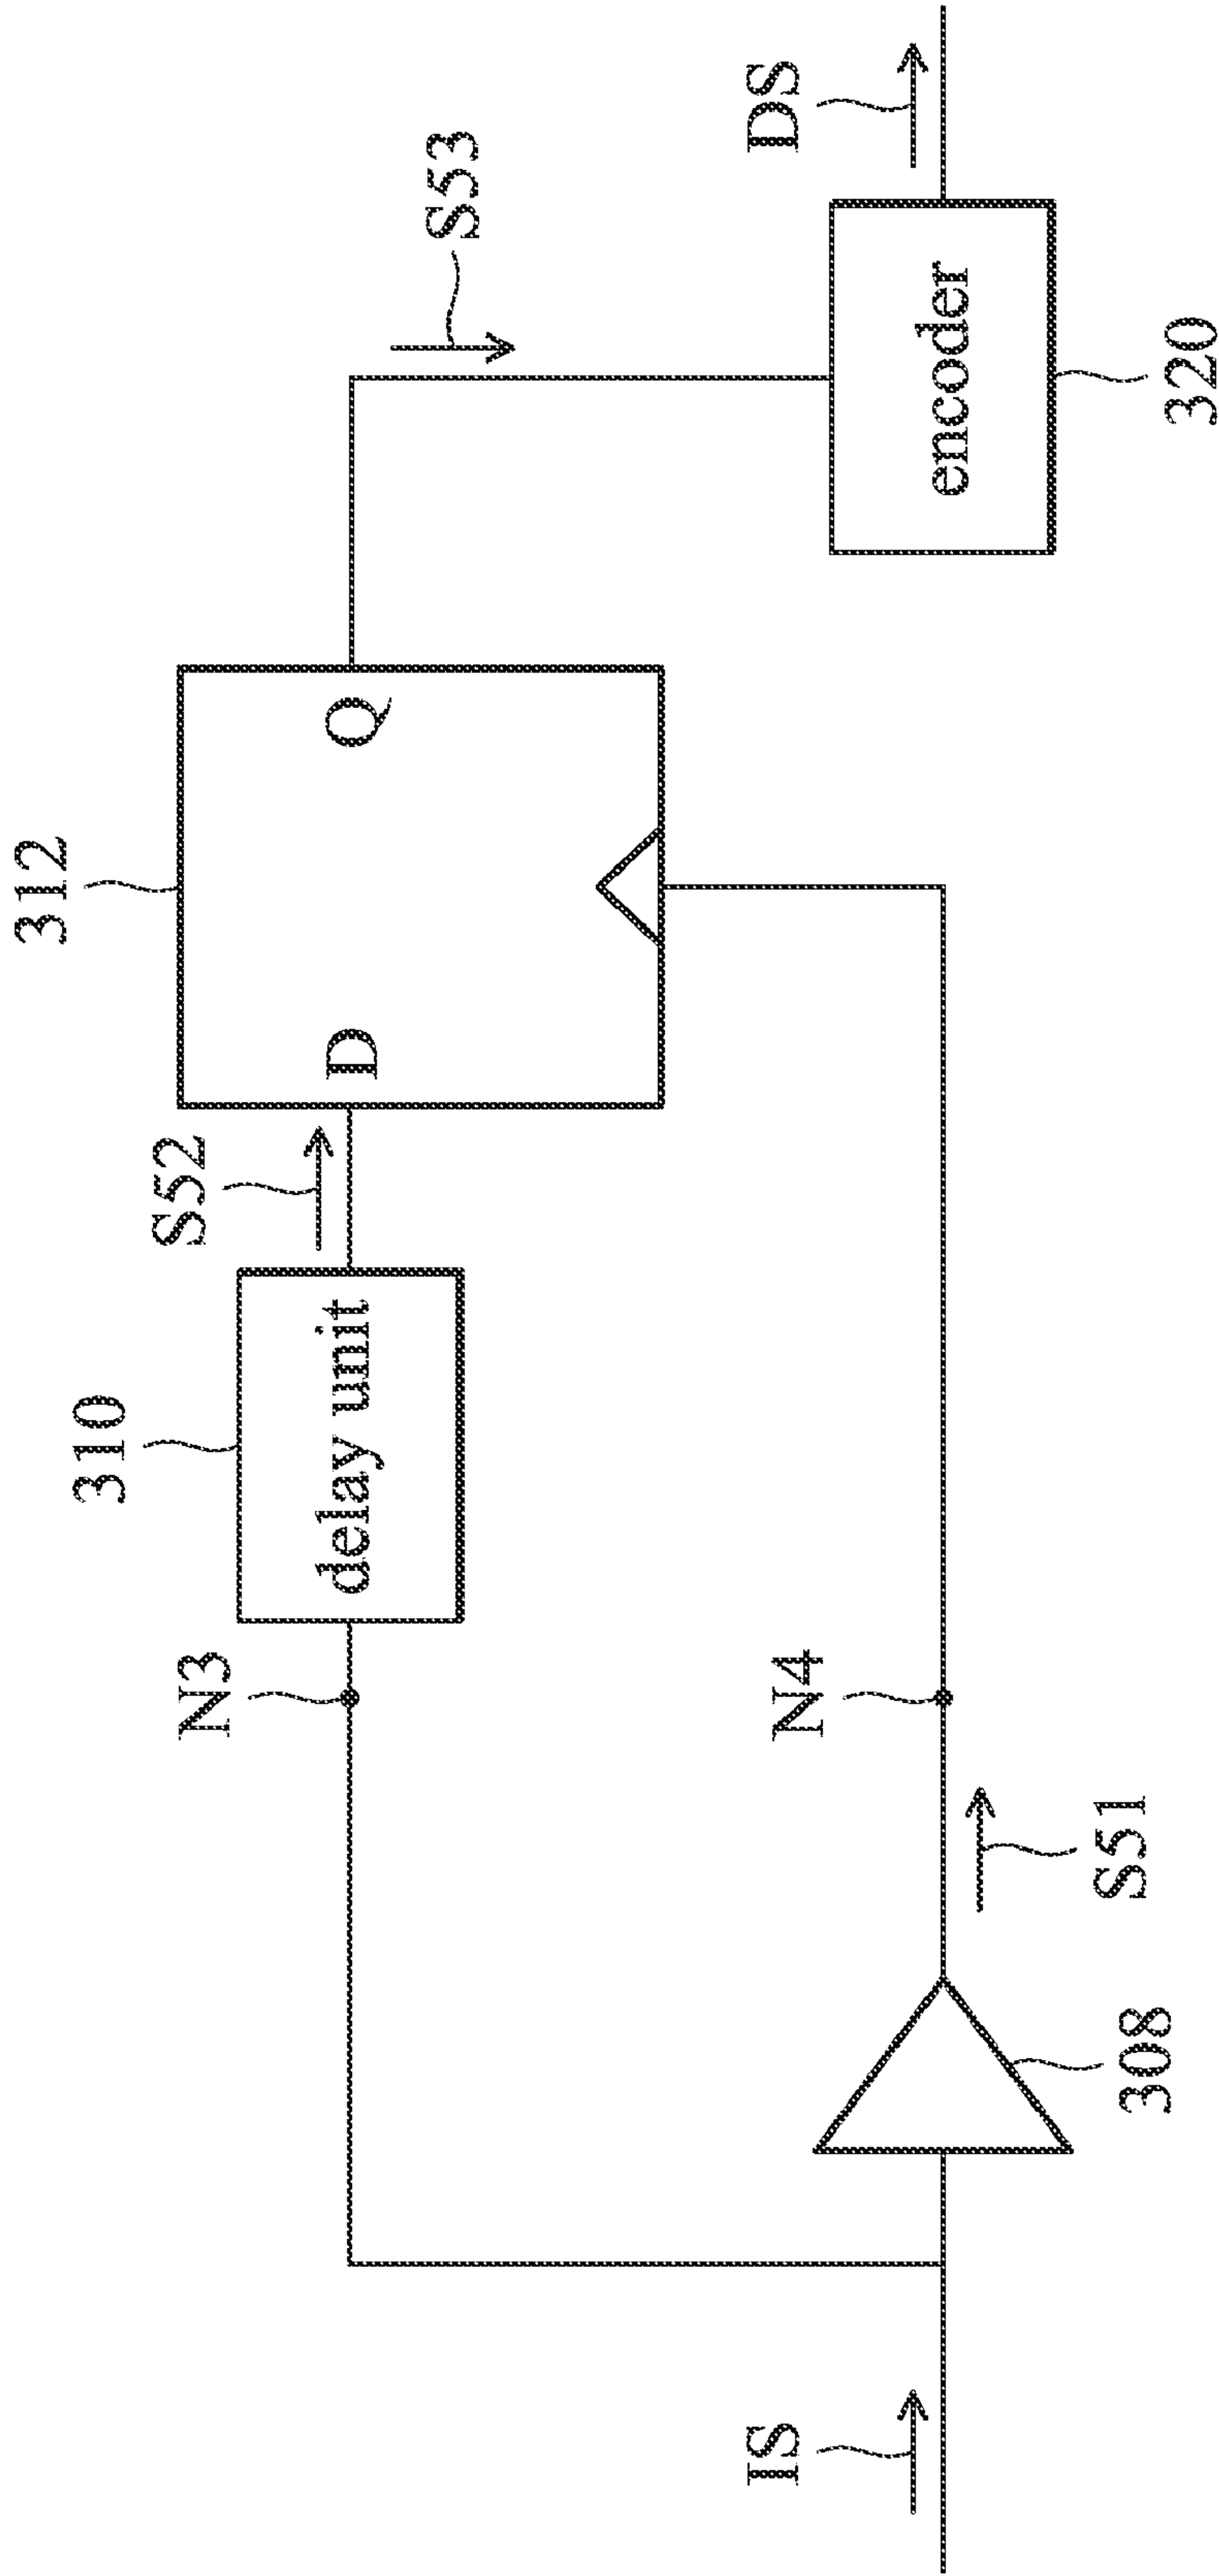 IS
308
S51
N3
N4
310
delay unit
S52
312
D
Q
S53
encoder
320
DS